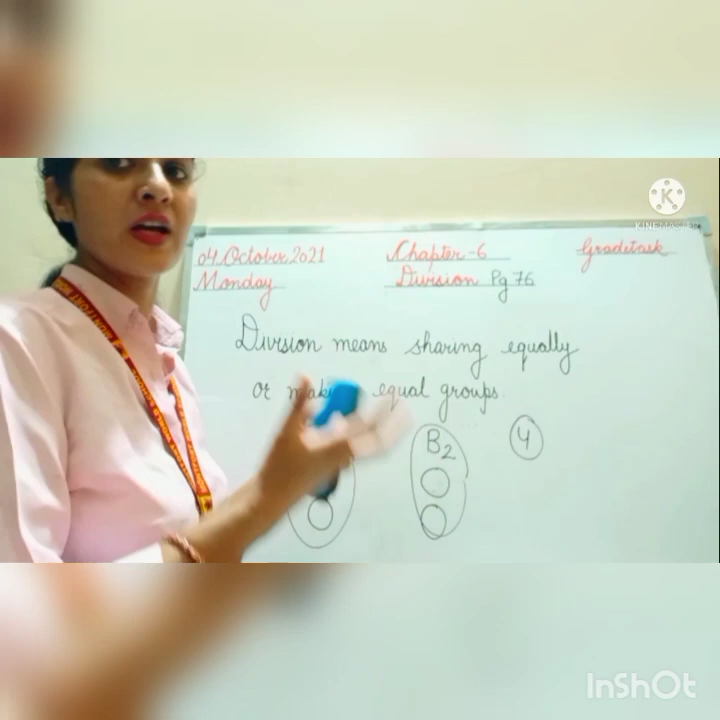 04 October 2021
Monday
Chapter-6
Division Pg 76
Gradetask
Division means sharing equally
or equal groups.
B2
4
KINEMASTER
InShOt